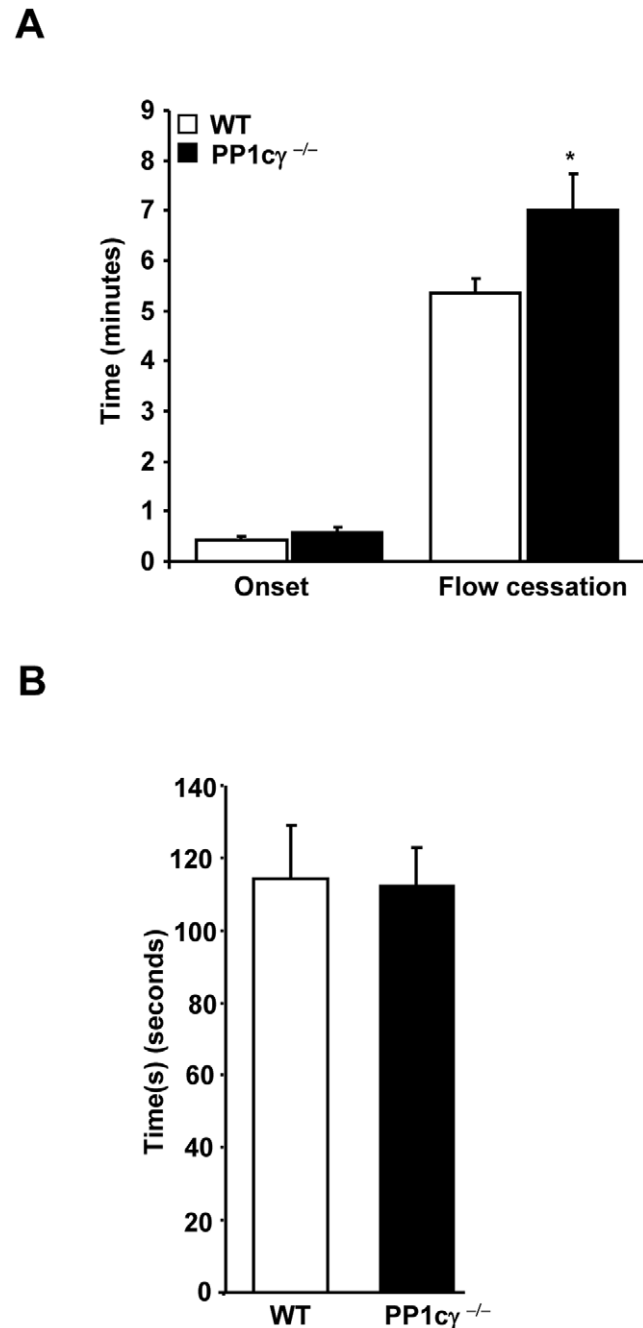 A
9
8
7
6
5
4
3
2
1
0
Time (minutes)
WT
PP1cγ −/−
*
Onset Flow cessation
B
140
120
100
80
60
40
20
0
Time(s) (seconds)
WT PP1cγ −/−